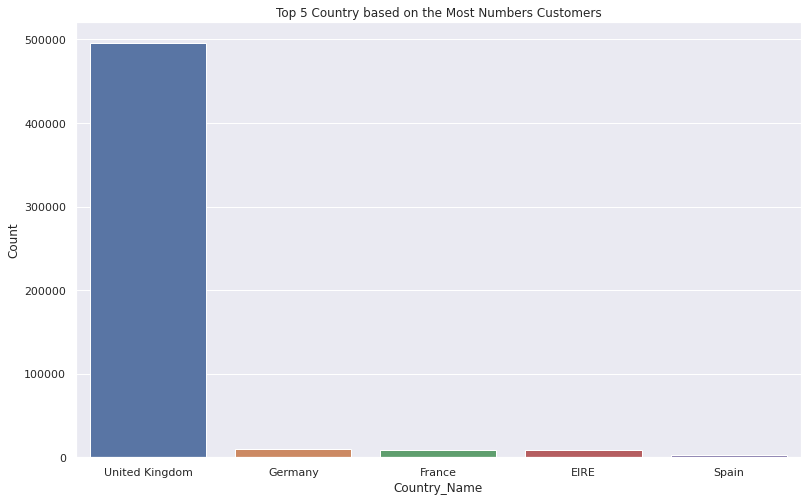 Top 5 Country based on the Most Numbers Customers
500000
400000
300000
200000
100000
0
Count
United Kingdom Germany France EIRE Spain
Country_Name